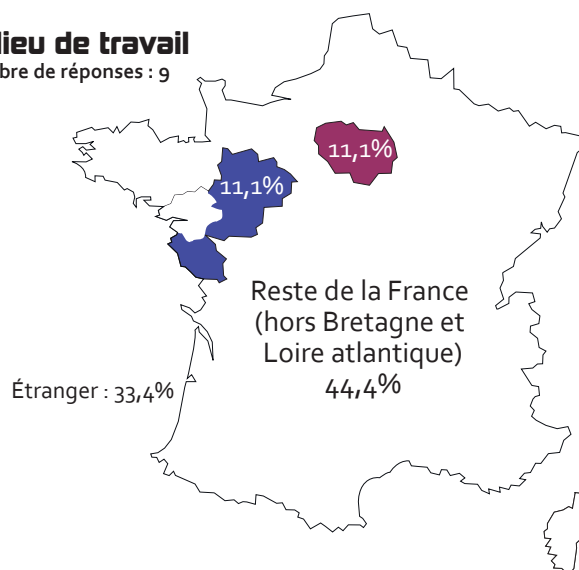 lieu de travail
bre de réponses : 9
11,1%
11,1%
Reste de la France
(hors Bretagne et
Loire atlantique)
44,4%
Étranger : 33,4%